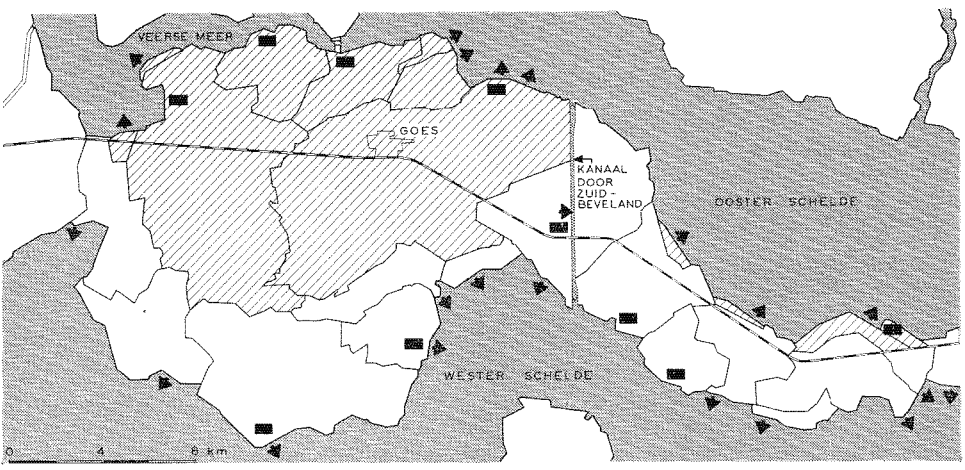 VEERSE MEER
GOES
KANAAL
DOOR
ZUID-
BEVELAND
OOSTER SCHELDE
WESTER SCHELDE
0 4 8 km